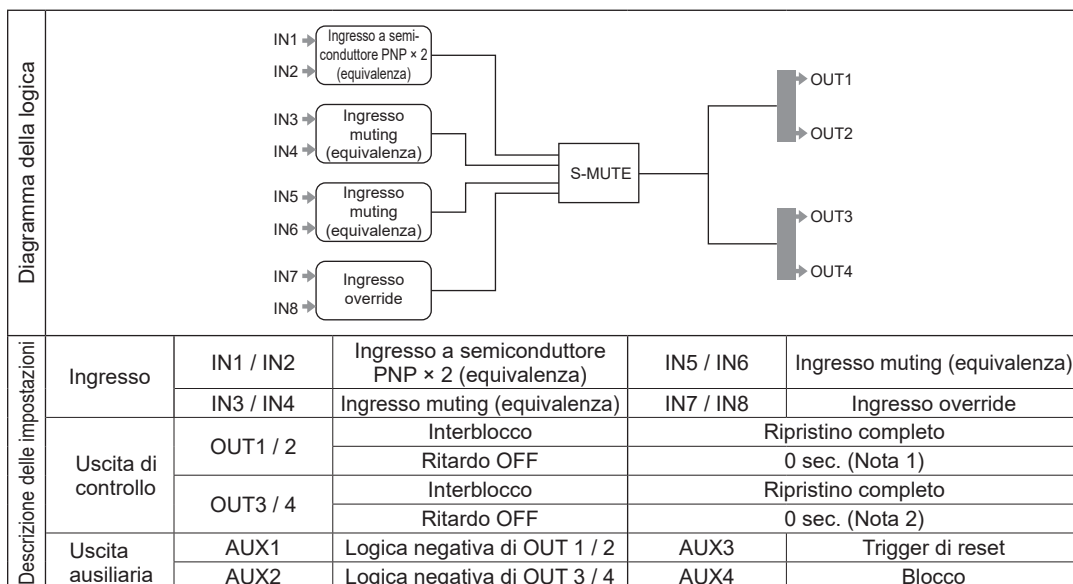 Diagramma della logica
IN1
IN2
Ingresso a semi-
conduttore PNP × 2
(equivalenza)
IN3
IN4
Ingresso
muting
(equivalenza)
IN5
IN6
Ingresso
muting
(equivalenza)
IN7
IN8
Ingresso
override
S-MUTE
OUT1
OUT2
OUT3
OUT4
Descrizione delle impostazioni
Ingresso
IN1 / IN2
Ingresso a semiconduttore
PNP × 2 (equivalenza)
IN5 / IN6
Ingresso muting (equivalenza)
IN3 / IN4
Ingresso muting (equivalenza)
IN7 / IN8
Ingresso override
Uscita di
controllo
OUT1 / 2
Interblocco
Ripristino completo
Ritardo OFF
0 sec. (Nota 1)
OUT3 / 4
Interblocco
Ripristino completo
Ritardo OFF
0 sec. (Nota 2)
Uscita
ausiliaria
AUX1
Logica negativa di OUT 1 / 2
AUX3
Trigger di reset
AUX2
Logica negativa di OUT 3 / 4
AUX4
Blocco